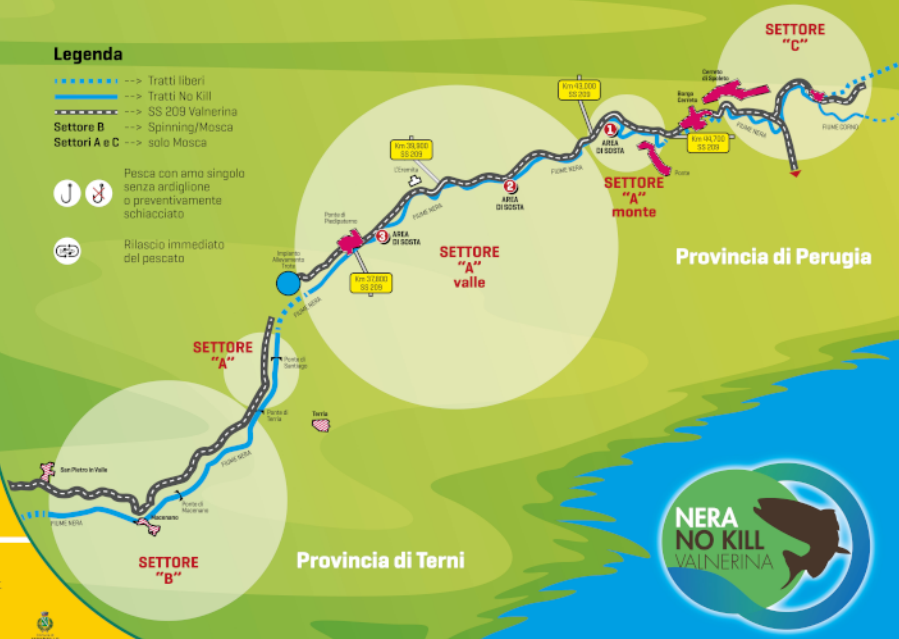 Legenda
--> Tratti liberi
--> Tratti No Kill
--> SS 209 Valnerina
Settore B --> Spinning/Mosca
Settori A e C --> solo Mosca
Pesca con amo singolo
senza ardiglione
o preventivamente
schiacciato
Rilascio immediato
del pescato
SETTORE
"C"
Cerreto
di Spoleto
Borgo
Cerreto
Km 43,000
SS 209
Km 44,700
SS 209
FIUME NERA
FIUME CORNO
1
AREA
DI SOSTA
SETTORE
"A"
monte
Km 39,900
SS 209
FIUME NERA
2
AREA
DI SOSTA
FIUME NERA
Ponte di
3
AREA
DI SOSTA
SETTORE
"A"
valle
Km 37,800
SS 209
Impianto
Allevamento
Trote
FIUME NERA
Provincia di Perugia
SETTORE
"A"
Ponte di
Ponte di
Terria
Terria
San Pietro in Valle
FIUME NERA
Ponte di
Macenano
Macenano
FIUME NERA
SETTORE
"B"
Provincia di Terni
NERA
NO KILL
VALNERINA